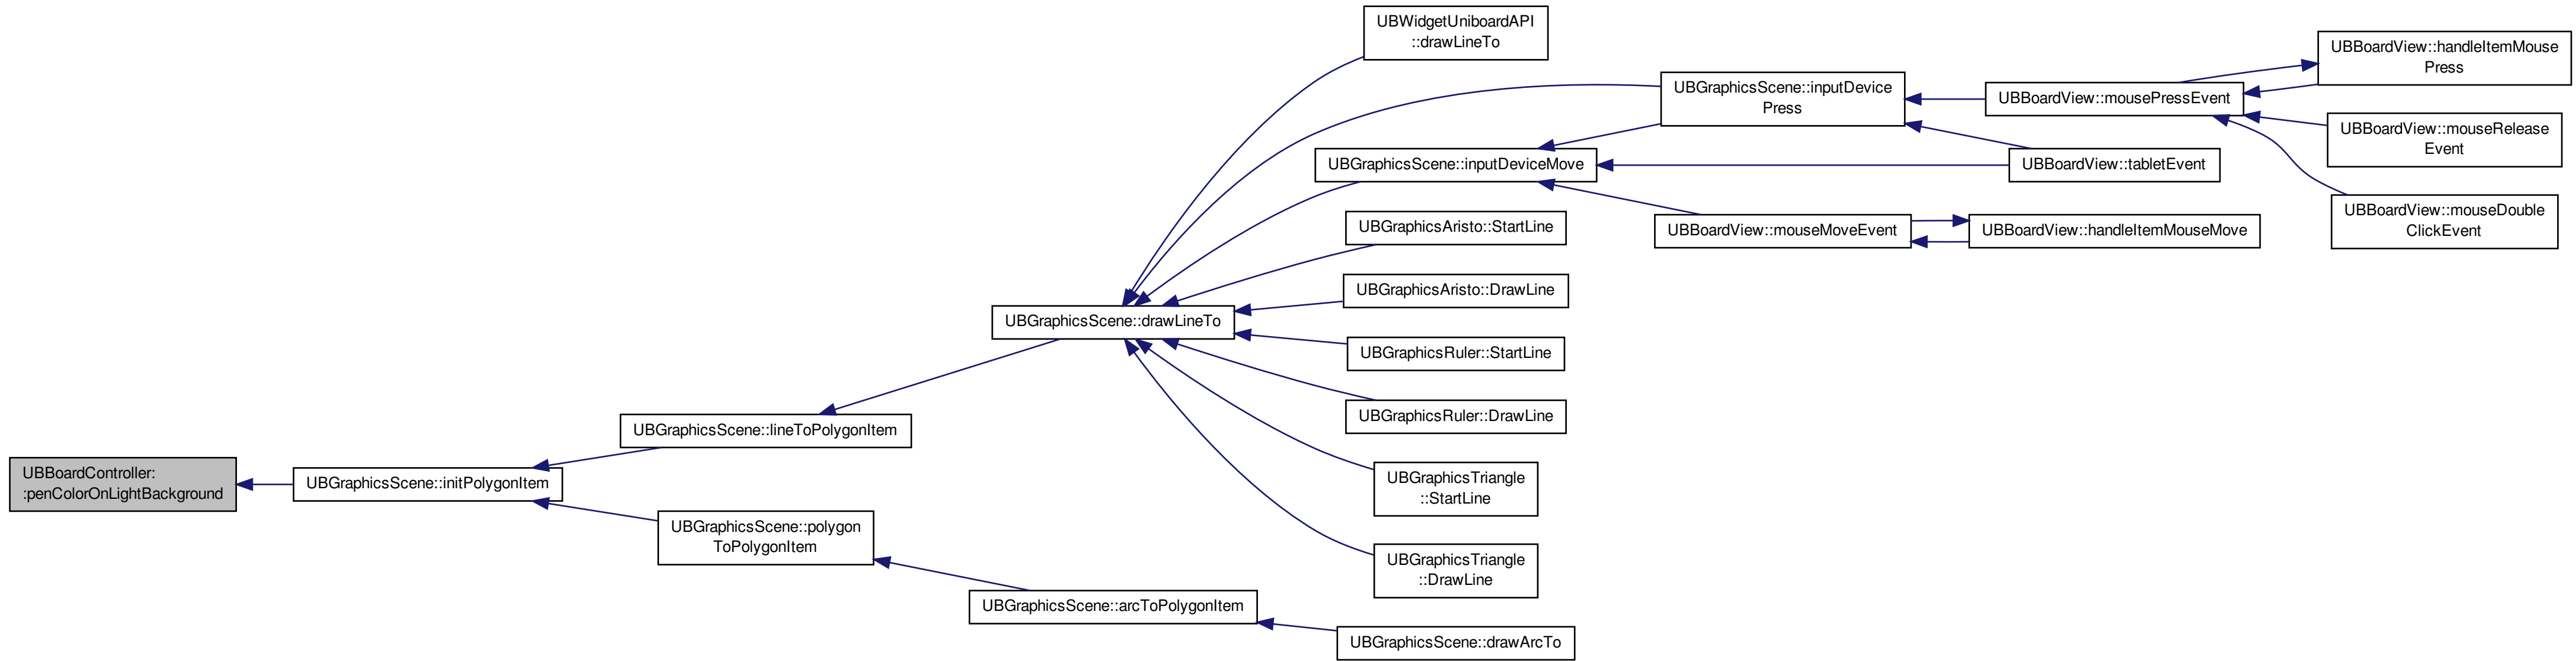 UBBoardController:
:penColorOnLightBackground
UBGraphicsScene::initPolygonItem
UBGraphicsScene::lineToPolygonItem
UBGraphicsScene::polygon
ToPolygonItem
UBGraphicsScene::drawLineTo
UBGraphicsScene::arcToPolygonItem
UBWidgetUniboardAPI
::drawLineTo
UBGraphicsScene::inputDeviceMove
UBGraphicsAristo::StartLine
UBGraphicsAristo::DrawLine
UBGraphicsRuler::StartLine
UBGraphicsRuler::DrawLine
UBGraphicsTriangle
::StartLine
UBGraphicsTriangle
::DrawLine
UBGraphicsScene::drawArcTo
UBGraphicsScene::inputDevice
Press
UBBoardView::mouseMoveEvent
UBBoardView::mousePressEvent
UBBoardView::tabletEvent
UBBoardView::handleItemMouseMove
UBBoardView::handleItemMouse
Press
UBBoardView::mouseRelease
Event
UBBoardView::mouseDouble
ClickEvent